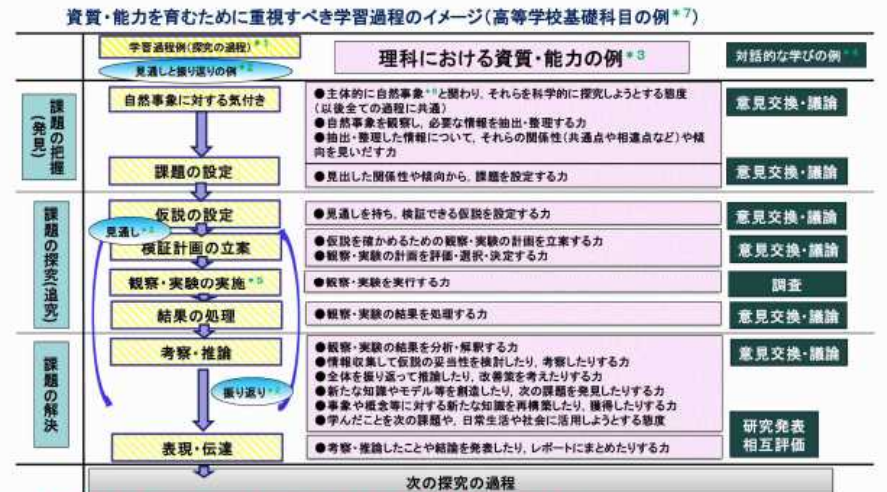 資質・能力を育むために重視すべき学習過程のイメージ(高等学校基礎科目の例*7)
学習過程例(探究の過程)*1
見通しと振り返りの例*2
理科における資質・能力の例*3
対話的な学びの例
課題の把握(発見)
自然事象に対する気付き
●主体的に自然事象*6と関わり、それらを科学的に探究しようとする態度
(以後全ての過程に共通)
●自然事象を観察し、必要な情報を抽出・整理する力
●抽出・整理した情報について、それらの関係性(共通点や相違点など)や傾
向を見いだす力
意見交換・議論
課題の設定
●見出した関係性や傾向から、課題を設定する力
意見交換・議論
課題の探究(追究)
仮説の設定
●見通しを持ち、検証できる仮説を設定する力
意見交換・議論
見通し*2
検証計画の立案
●仮説を確かめるための観察・実験の計画を立案する力
●観察・実験の計画を評価・選択・決定する力
意見交換・議論
観察・実験の実施*5
●観察・実験を実行する力
調査
結果の処理
●観察・実験の結果を処理する力
意見交換・議論
課題の解決
考察・推論
●観察・実験の結果を分析・解釈する力
●情報収集して仮説の妥当性を検討したり、考察したりする力
●全体を振り返って推論したり、改善策を考えたりする力
●新たな知識やモデル等を創造したり、次の課題を発見したりする力
●事象や概念等に対する新たな知識を再構築したり、獲得したりする力
●学んだことを次の課題や、日常生活や社会に活用しようとする態度
意見交換・議論
振り返り*2
表現・伝達
●考察・推論したことや結果を発表したり、レポートにまとめたりする力
研究発表
相互評価
次の探究の過程